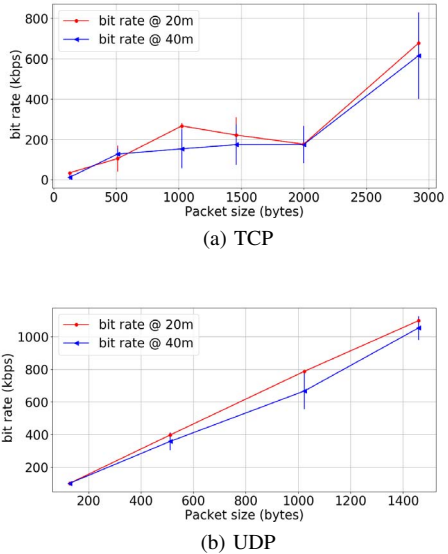 800
600
400
200
0
bit rate (kbps)
bit rate @ 20m
bit rate @ 40m
0 500 1000 1500 2000 2500 3000
Packet size (bytes)
(a) TCP
1000
800
600
400
200
bit rate (kbps)
bit rate @ 20m
bit rate @ 40m
200 400 600 800 1000 1200 1400
Packet size (bytes)
(b) UDP